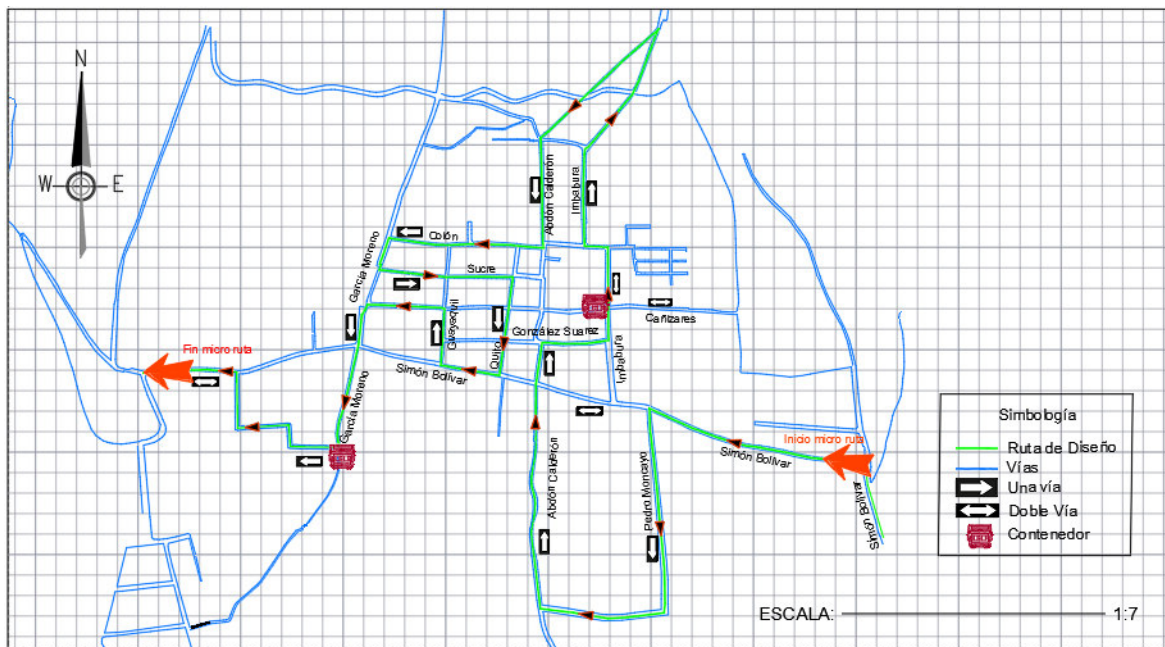 N
W
E
Abdón Calderón
Imbabura
Colón
García Moreno
Sucre
Guayaquil
Quito
González Suarez
Cañizares
Imbabura
Fin micro ruta
Simón Bolívar
García Moreno
Abdón Calderón
Pedro Moncayo
Simón Bolívar
Inicio micro ruta
Simón Bolívar
Simbología
Ruta de Diseño
Vías
Una vía
Doble Vía
Contenedor
ESCALA: 1:7